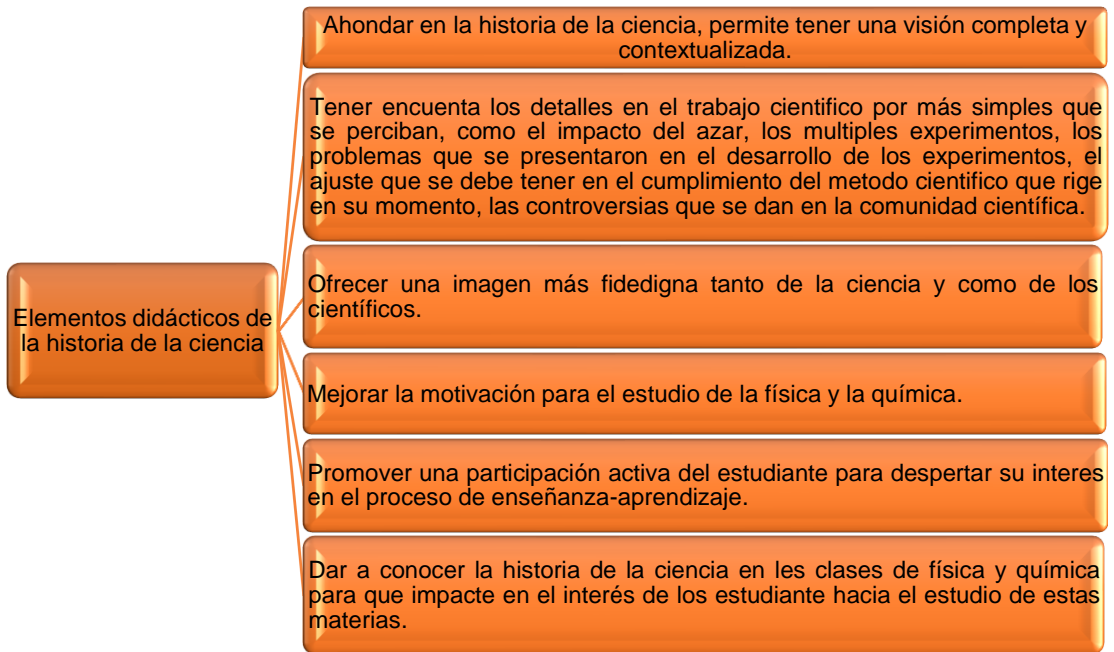 Ahondar en la historia de la ciencia, permite tener una visión completa y
contextualizada.
Tener encuenta los detalles en el trabajo cientifico por más simples que
se perciban, como el impacto del azar, los multiples experimentos, los
problemas que se presentaron en el desarrollo de los experimentos, el
ajuste que se debe tener en el cumplimiento del metodo cientifico que rige
en su momento, las controversias que se dan en la comunidad científica.
Elementos didácticos de
la historia de la ciencia
Ofrecer una imagen más fidedigna tanto de la ciencia y como de los
científicos.
Mejorar la motivación para el estudio de la física y la química.
Promover una participación activa del estudiante para despertar su interes
en el proceso de enseñanza-aprendizaje.
Dar a conocer la historia de la ciencia en les clases de física y química
para que impacte en el interés de los estudiante hacia el estudio de estas
materias.